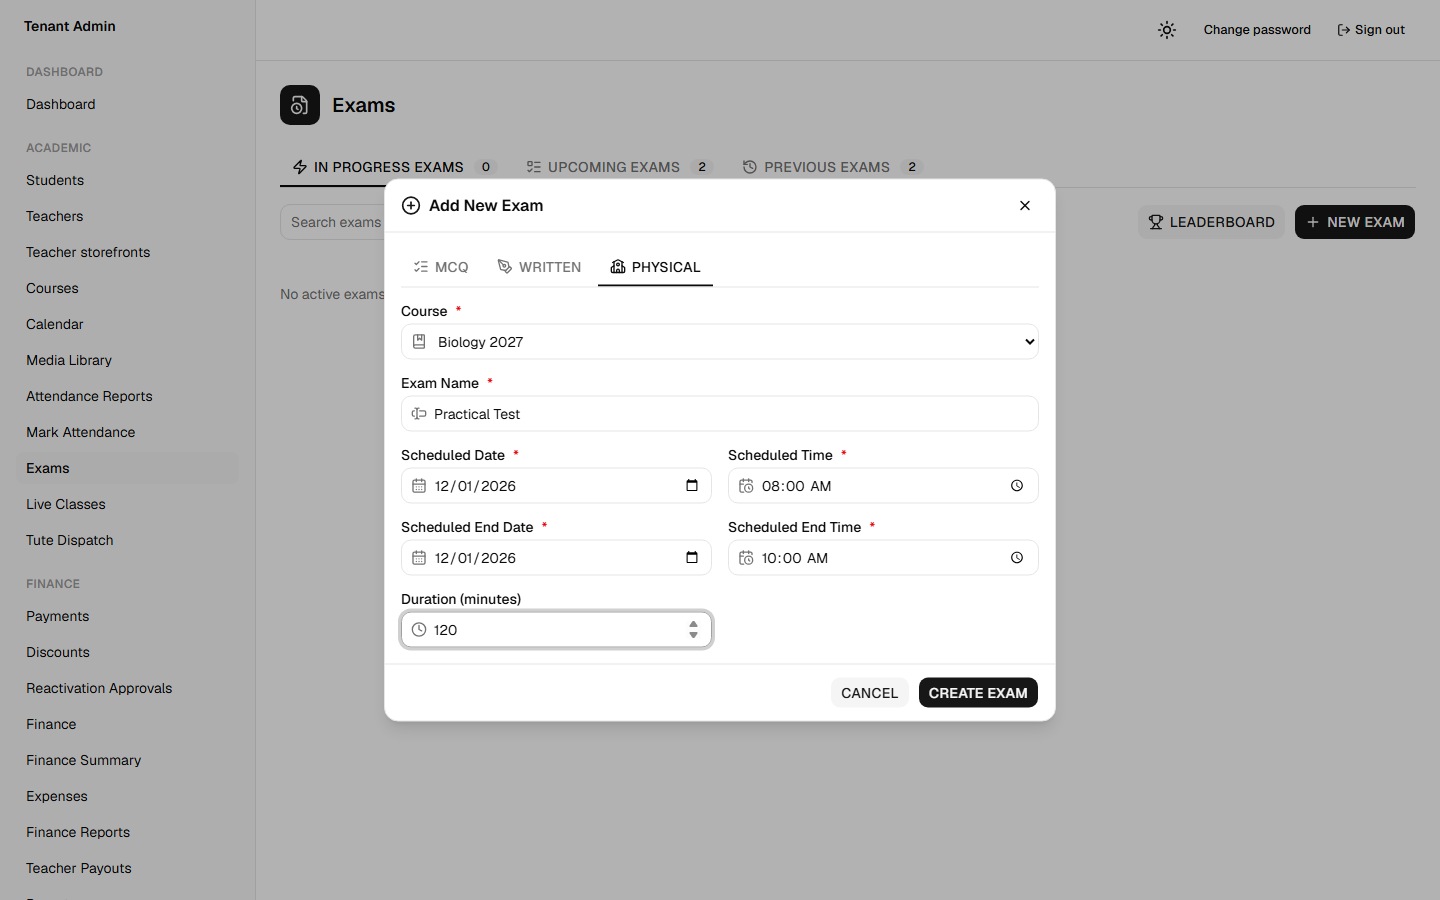 Tenant Admin
Change password
Sign out
DASHBOARD
Dashboard
ACADEMIC
Students
Teachers
Teacher storefronts
Courses
Calendar
Media Library
Attendance Reports
Mark Attendance
Exams
Live Classes
Tute Dispatch
FINANCE
Payments
Discounts
Reactivation Approvals
Finance
Finance Summary
Expenses
Finance Reports
Teacher Payouts
Exams
IN PROGRESS EXAMS 0
UPCOMING EXAMS 2
PREVIOUS EXAMS 2
Search exams
LEADERBOARD
NEW EXAM
No active exams
Add New Exam
MCQ
WRITTEN
PHYSICAL
Course *
Biology 2027
Exam Name *
Practical Test
Scheduled Date *
12/01/2026
Scheduled Time *
08:00 AM
Scheduled End Date *
12/01/2026
Scheduled End Time *
10:00 AM
Duration (minutes)
120
CANCEL
CREATE EXAM